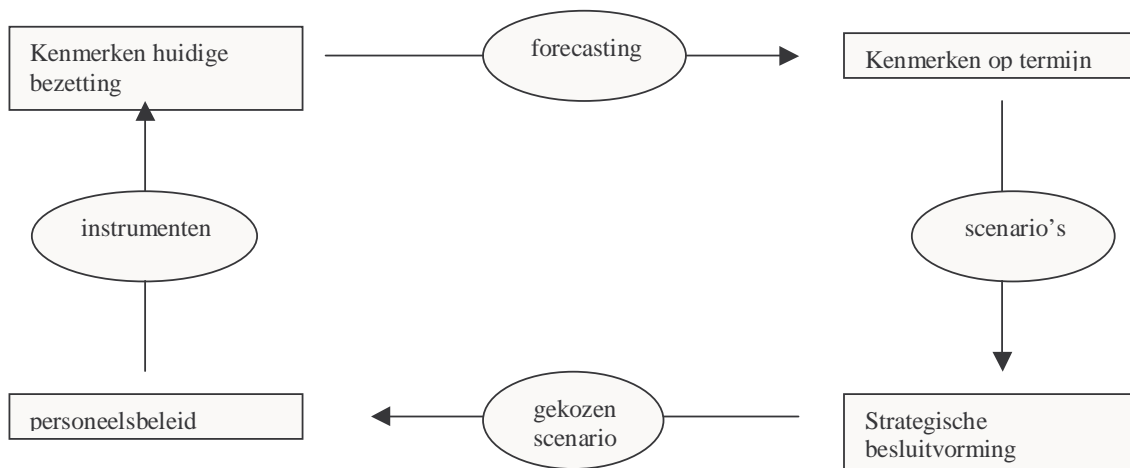 Kenmerken huidige
bezetting
forecasting
Kenmerken op termijn
instrumenten
scenario's
personeelsbeleid
gekozen
scenario
Strategische
besluitvorming